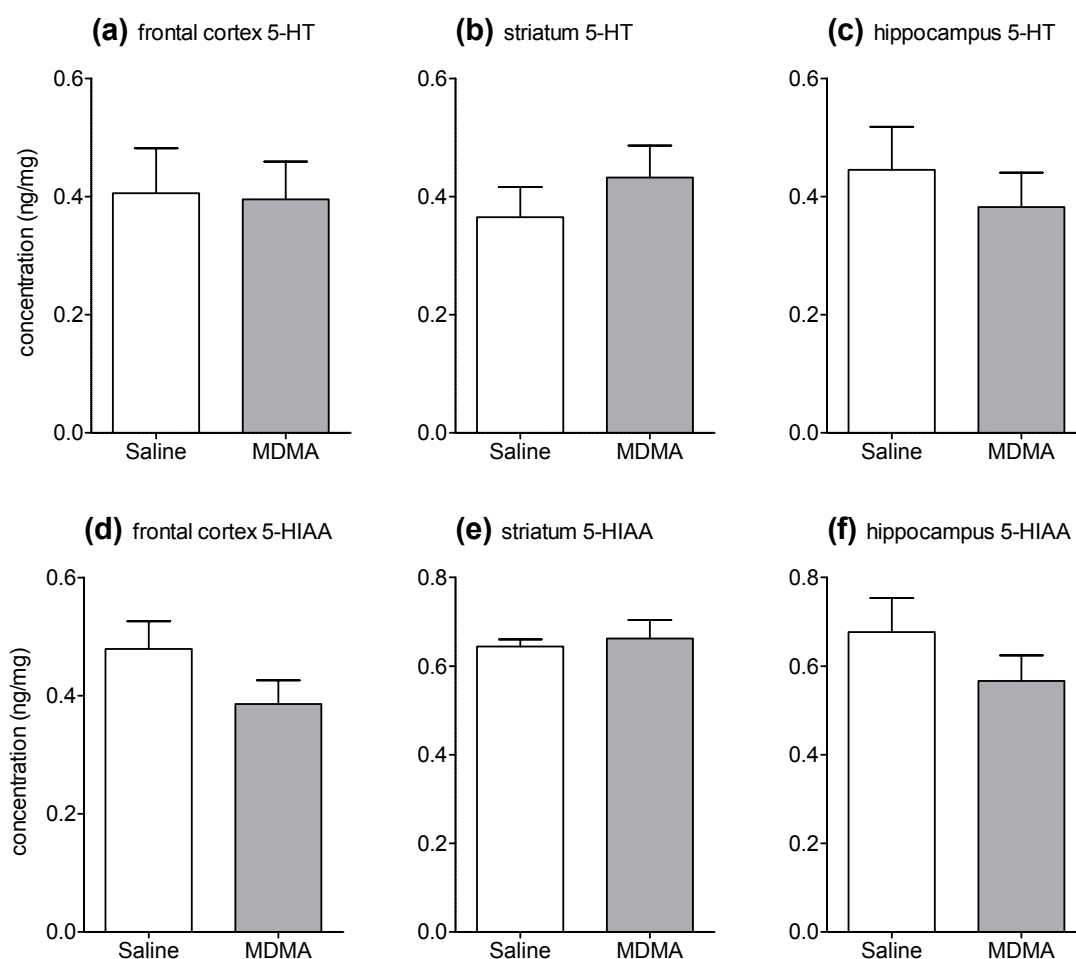 (a) frontal cortex 5-HT
(b) striatum 5-HT
(c) hippocampus 5-HT
concentration (ng/mg)
0.6
0.4
0.2
0.0
Saline MDMA
0.6
0.4
0.2
0.0
Saline MDMA
0.6
0.4
0.2
0.0
Saline MDMA
(d) frontal cortex 5-HIAA
(e) striatum 5-HIAA
(f) hippocampus 5-HIAA
concentration (ng/mg)
0.6
0.4
0.2
0.0
Saline MDMA
0.8
0.6
0.4
0.2
0.0
Saline MDMA
0.8
0.6
0.4
0.2
0.0
Saline MDMA